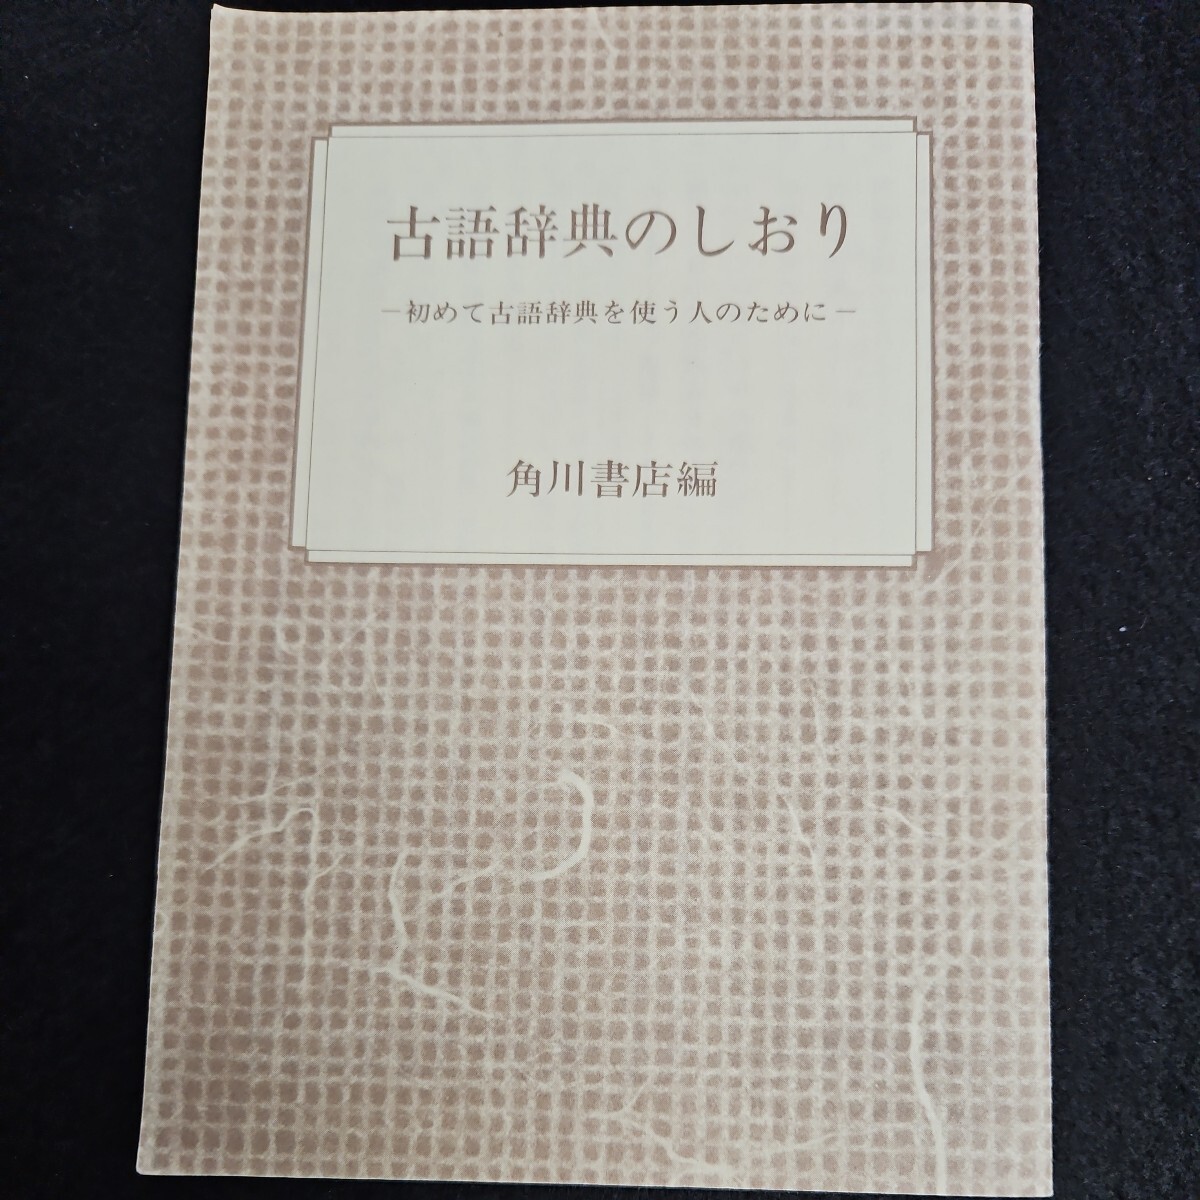 古語辞典のしおり
―初めて古語辞典を使う人のために―
角川書店編